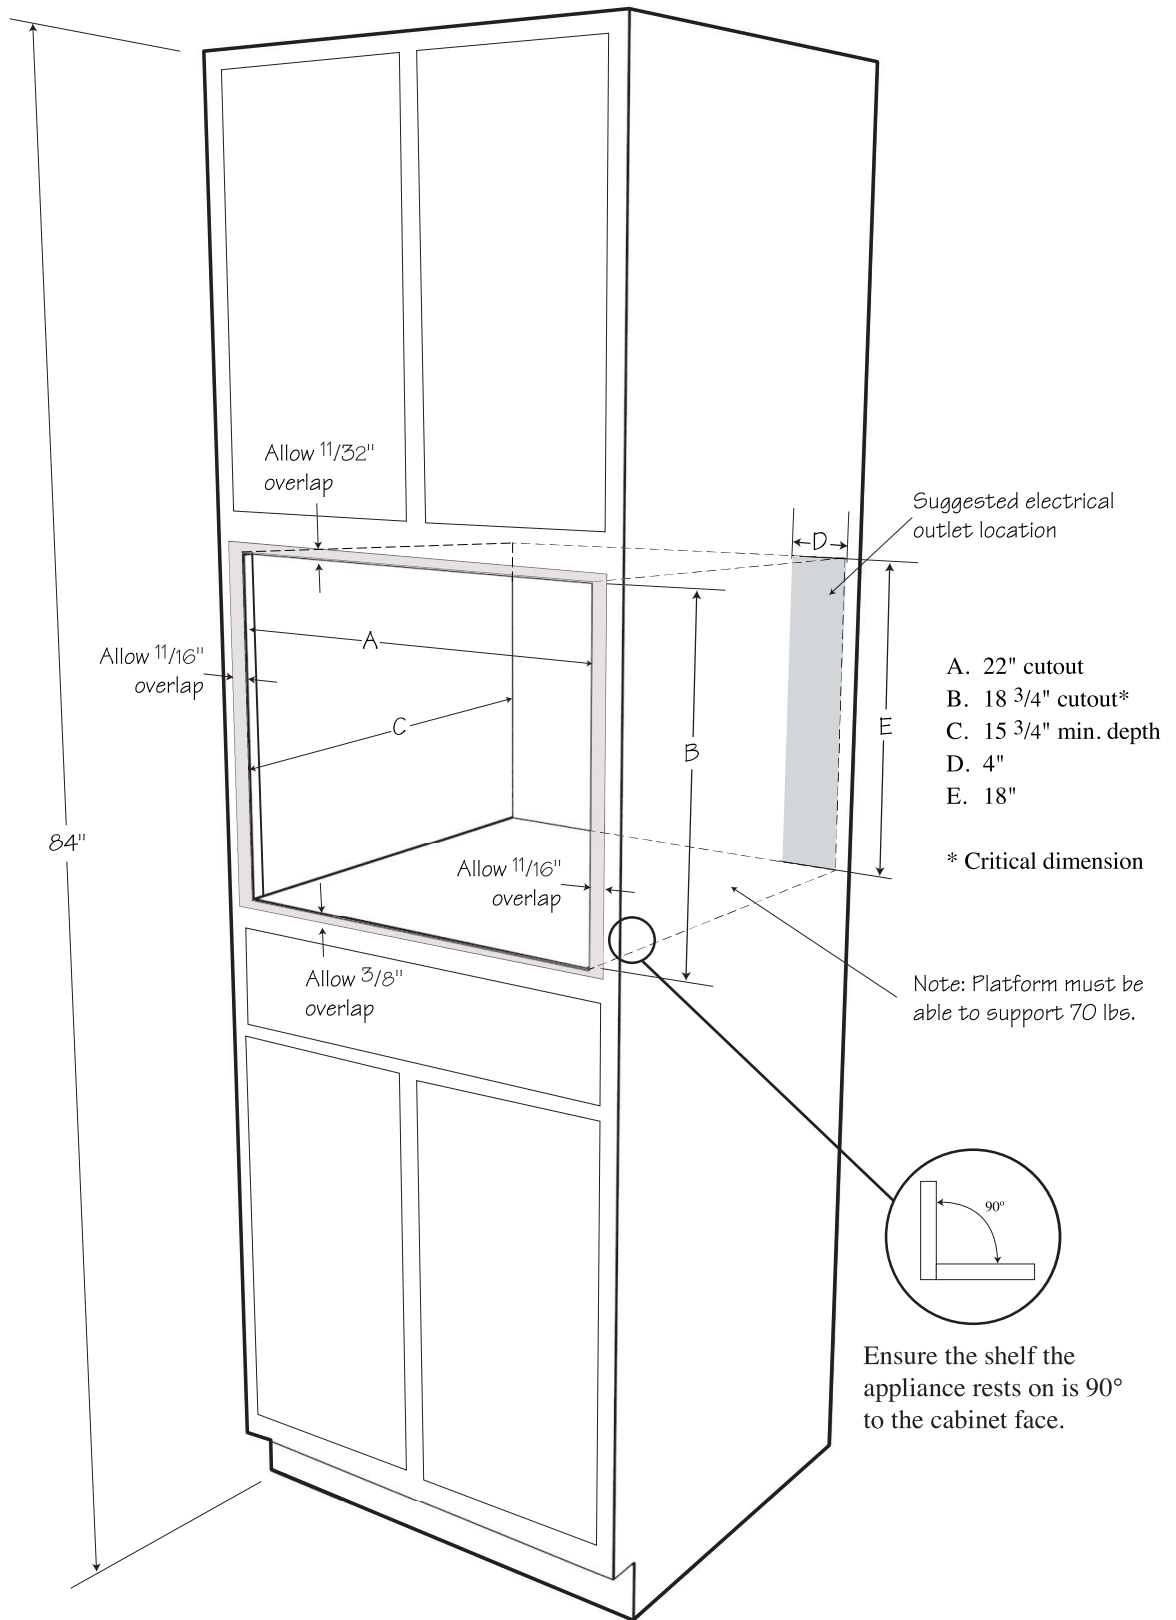 Allow 11/32"
overlap
Suggested electrical
outlet location
D
A
Allow 11/16"
overlap
A. 22" cutout
B. 18 3/4" cutout*
C. 15 3/4" min. depth
D. 4"
E. 18"
* Critical dimension
C
E
B
84"
Allow 11/16"
overlap
Allow 3/8"
overlap
Note: Platform must be
able to support 70 lbs.
90º
Ensure the shelf the
appliance rests on is 90°
to the cabinet face.